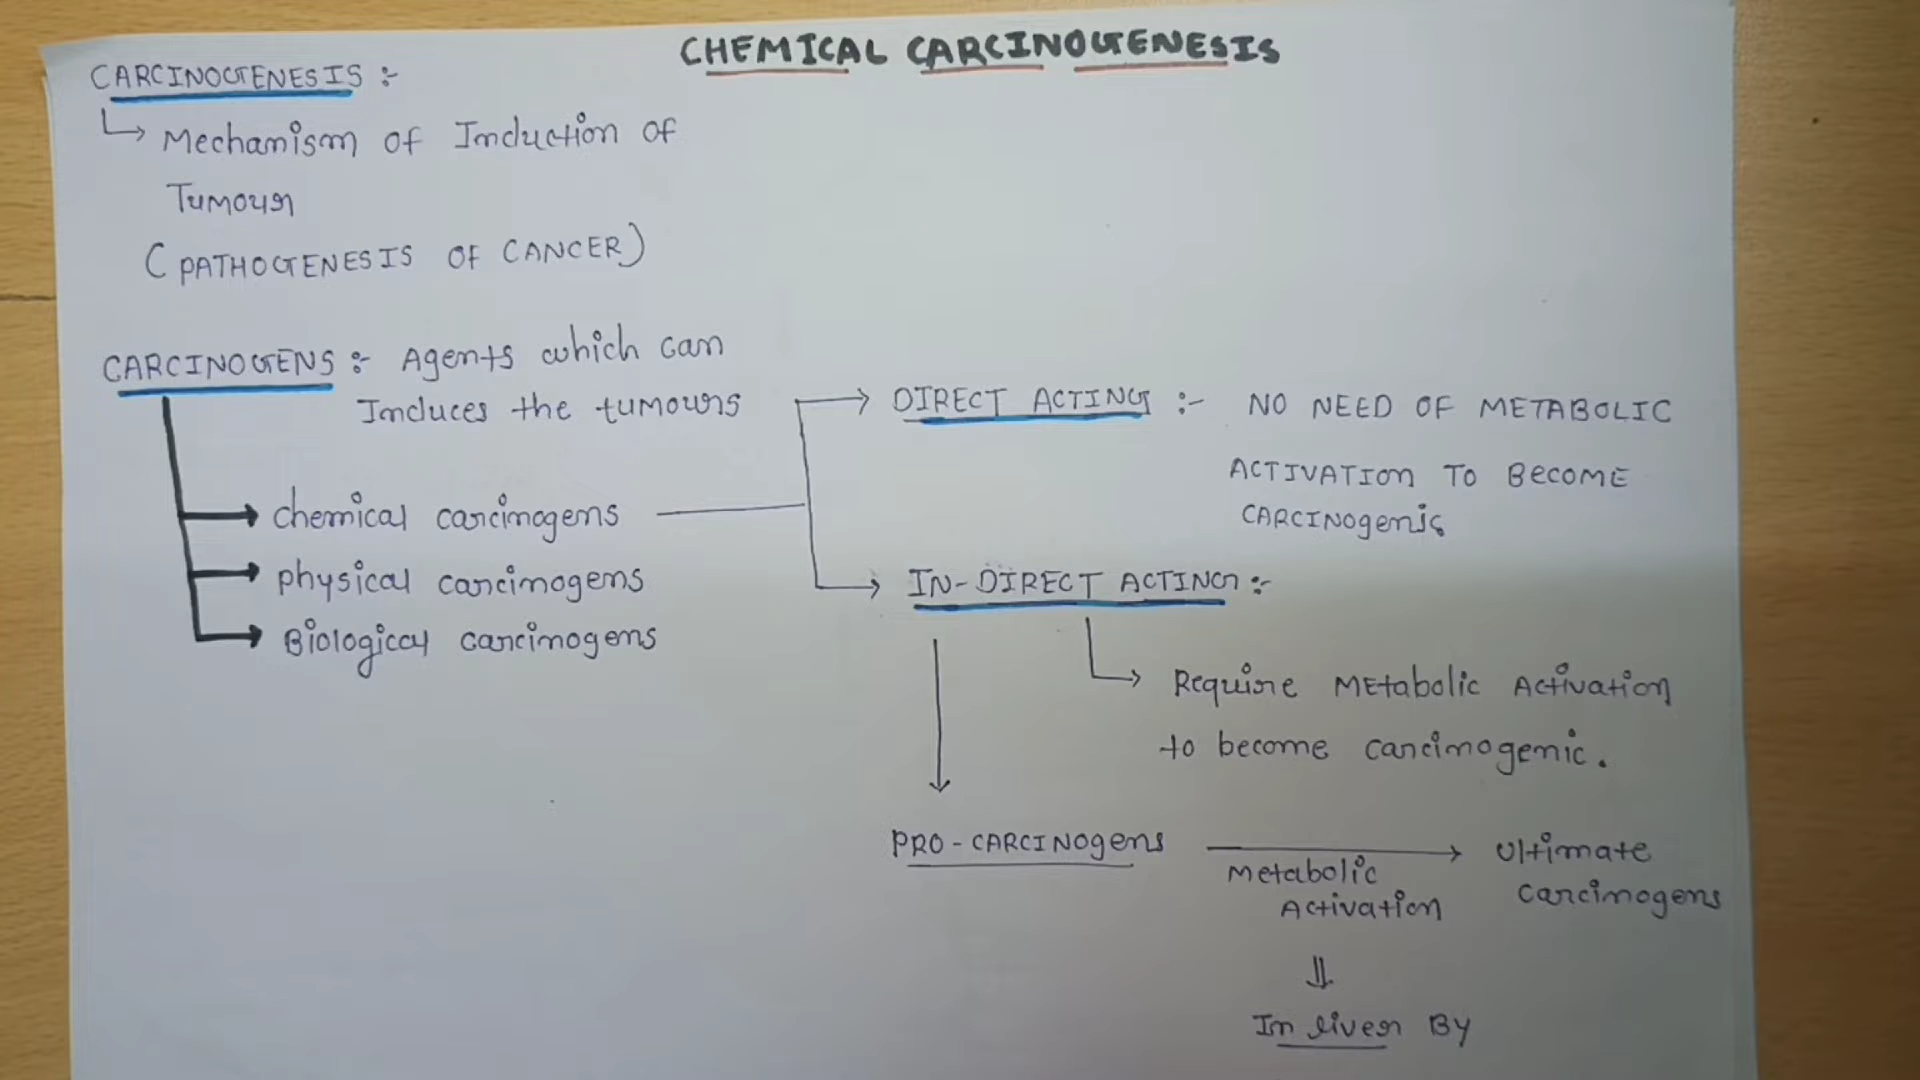 CHEMICAL CARCINOGENESIS
CARCINOGENESIS :-
Mechanism of Induction of
Tumour
(PATHOGENESIS OF CANCER)
CARCINOGENS :- Agents which can
Induces the tumours
chemical carcinogens
physical carcinogens
Biological carcinogens
DIRECT ACTING :- NO NEED OF METABOLIC
ACTIVATION TO BECOME
CARCINOgenic
IN-DIRECT ACTING :-
Require Metabolic Activation
to become carcinogenic.
PRO-CARCINOgens
Metabolic
Activation
Ultimate
carcinogens
In liver By